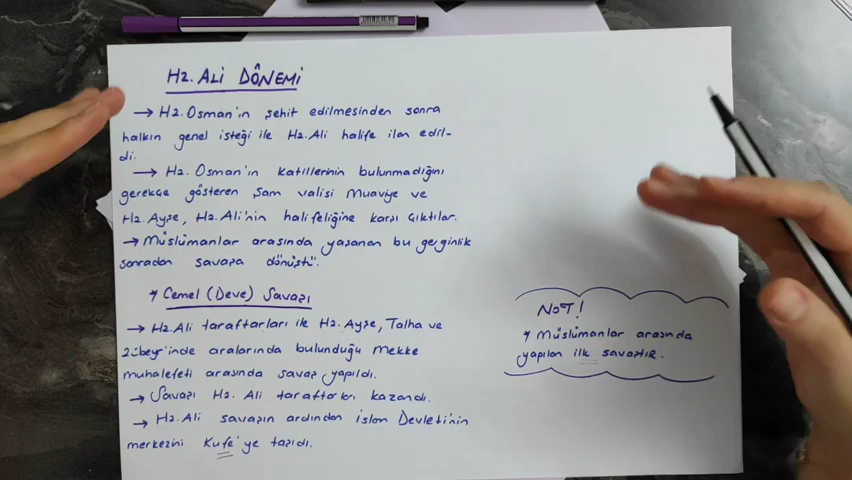 Hz. ALİ DÖNEMİ
→ Hz. Osman'ın şehit edilmesinden sonra
halkın genel isteği ile Hz. Ali halife ilan edil-
di.
→ Hz. Osman'ın katillerinin bulunmadığını
gerekçe gösteren Şam valisi Muaviye ve
Hz. Ayşe, Hz. Ali'nin halifeliğine karşı çıktılar.
→ Müslümanlar arasında yaşanan bu gerginlik
sonradan savaşa dönüştü.
* Cemel (Deve) Savaşı
→ Hz. Ali taraftarları ile Hz. Ayşe, Talha ve
Zübeyr'inde aralarında bulunduğu Mekke
muhalefeti arasında savaş yapıldı.
→ Savaşı Hz. Ali taraftarları kazandı.
→ Hz. Ali savaşın ardından İslam Devleti'nin
merkezini Kufe'ye taşıdı.
NOT!
* Müslümanlar arasında
yapılan ilk savaştır.